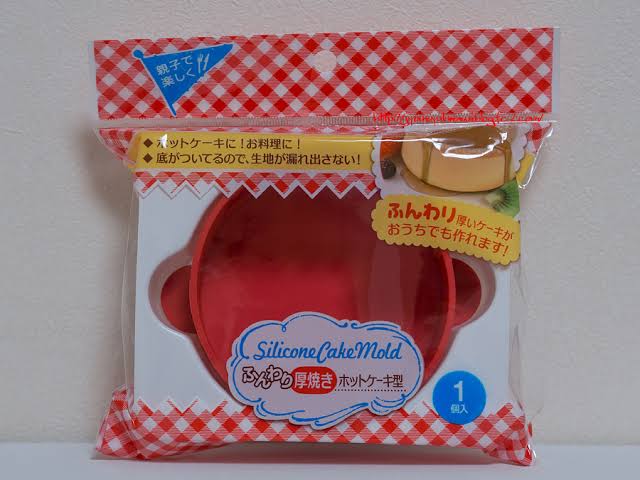 親子で
楽しく
◆ホットケーキに!お料理に!
◆底がついてるので、生地が漏れ出さない!
ふんわり厚いケーキが
おうちでも作れます!
Silicone Cake Mold
ふんわり厚焼きホットケーキ型
1
個入